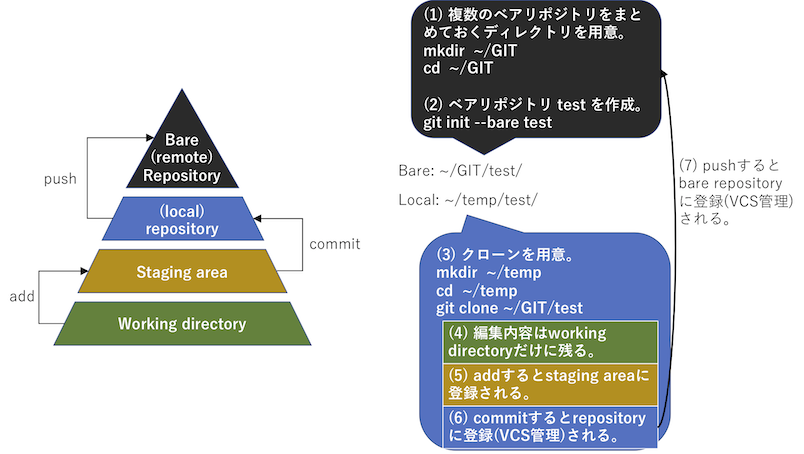 Bare
(remote)
Repository
push
(local)
repository
commit
Staging area
add
Working directory
(1) 複数のベアリポジトリをまと
めておくディレクトリを用意。
mkdir ~/GIT
cd ~/GIT
(2) ベアリポジトリ test を作成。
git init --bare test
Bare: ~/GIT/test/
Local: ~/temp/test/
(3) クローンを用意。
mkdir ~/temp
cd ~/temp
git clone ~/GIT/test
(4) 編集内容はworking
directoryだけに残る。
(5) addするとstaging areaに
登録される。
(6) commitするとrepository
に登録(VCS管理)される。
(7) pushすると
bare repository
に登録(VCS管理)
される。